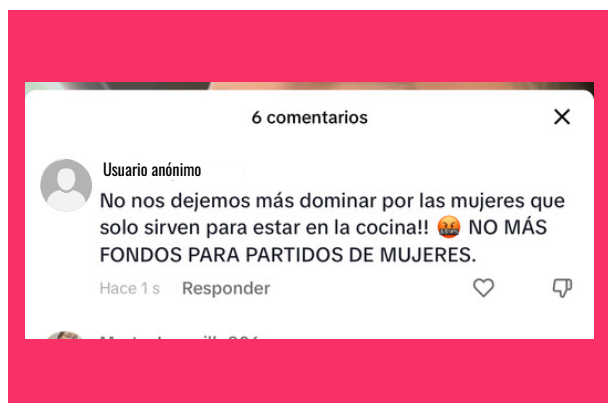 6 comentarios
Usuario anónimo
No nos dejemos más dominar por las mujeres que
solo sirven para estar en la cocina!! 🤬 NO MÁS
FONDOS PARA PARTIDOS DE MUJERES.
Hace 1 s Responder